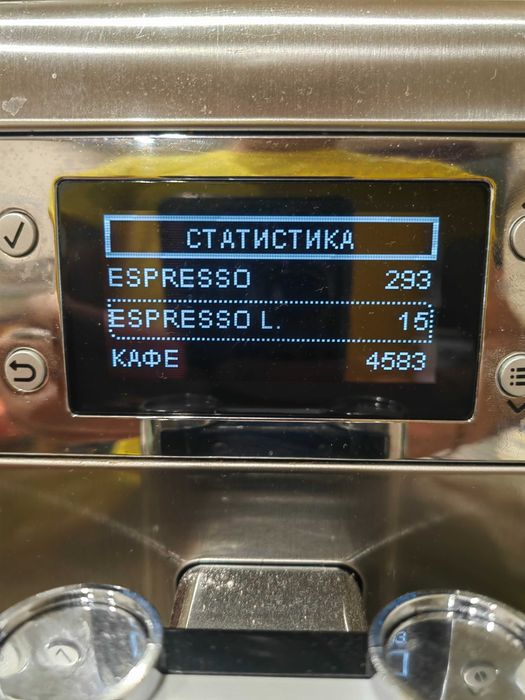 СТАТИСТИКА
ESPRESSO 293
ESPRESSO L. 15
КАФЕ 4583